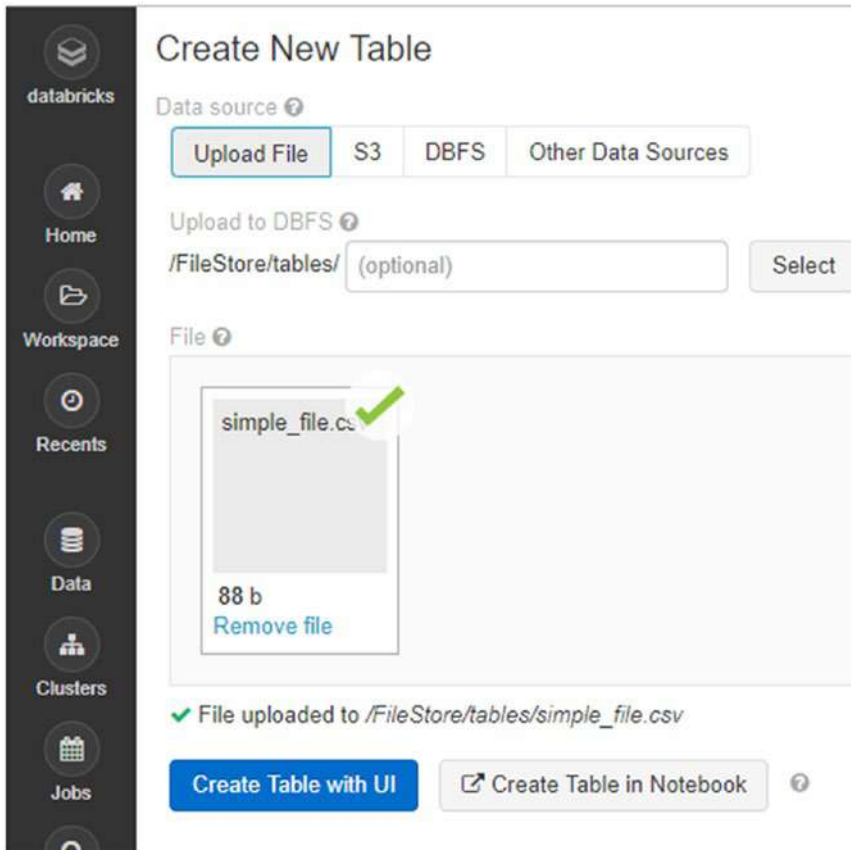 databricks
Home
Workspace
Recents
Data
Clusters
Jobs
Create New Table
Data source
Upload File S3 DBFS Other Data Sources
Upload to DBFS
/FileStore/tables/ (optional) Select
File
simple_file.cs
88 b
Remove file
File uploaded to /FileStore/tables/simple_file.csv
Create Table with UI Create Table in Notebook